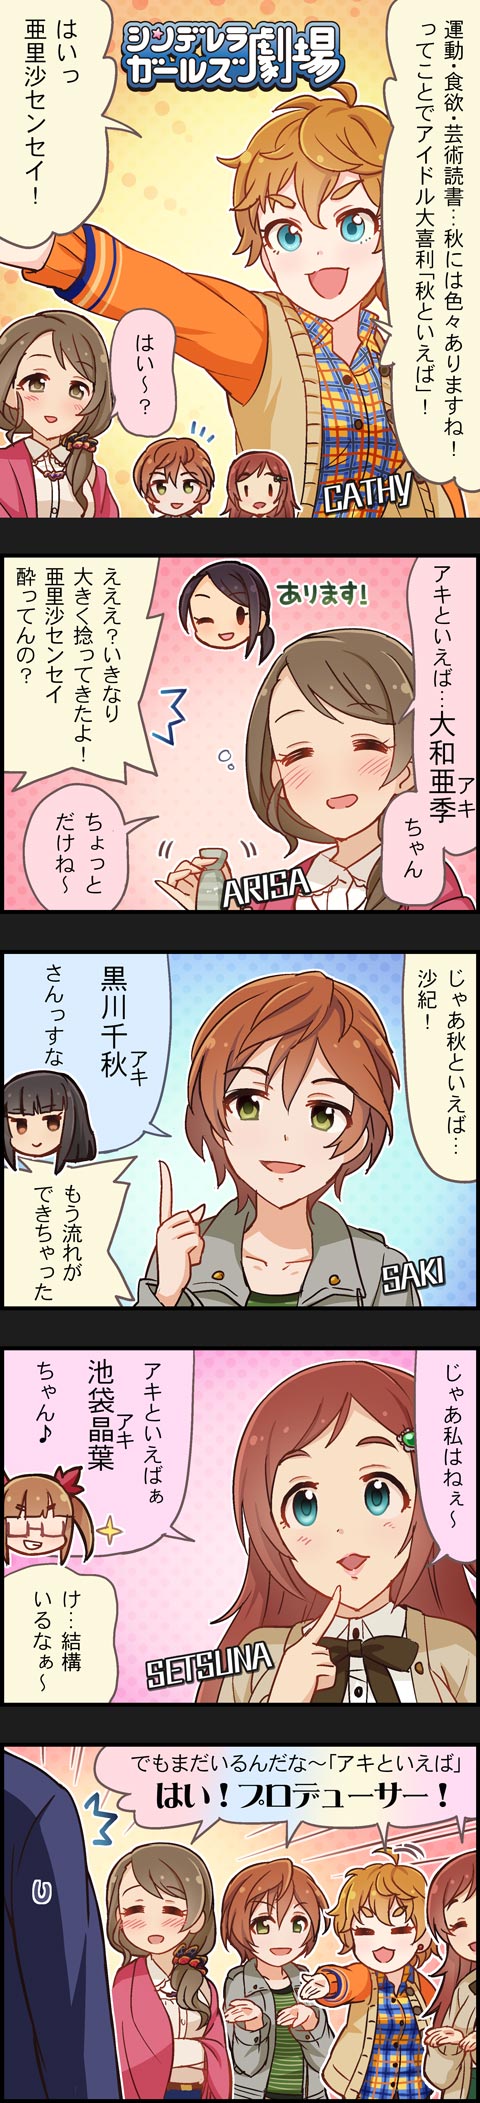 シンデレラ
ガールズ劇場
運動・食欲・芸術読書…秋には色々ありますね！
ってことでアイドル大喜利「秋といえば」！
はいっ
亜里沙センセイ！
はい～？
CATHY
アキといえば…大和亜季
アキ
ちゃん
あります！
えええ？いきなり
大きく捻ってきたよ！
亜里沙センセイ
酔ってんの？
ちょっと
だけね～
ARISA
じゃあ秋といえば…
沙紀！
黒川千秋
アキ
さんっすな
もう流れが
できちゃった
SAKI
じゃあ私はねぇ～
アキといえばぁ
池袋晶葉
アキ
ちゃん♪
け…結構
いるなぁ～
SETSUNA
でもまだいるんだな～「アキといえば」
はい！プロデューサー！